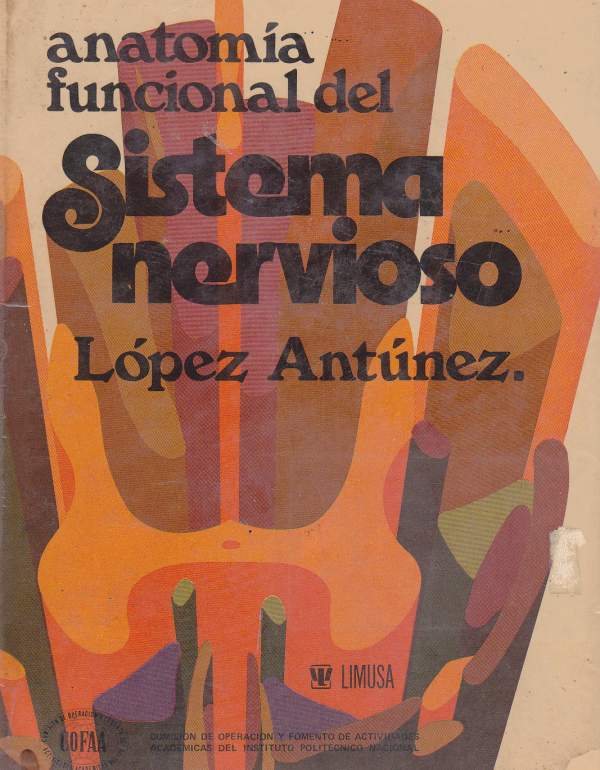 anatomía
funcional del
Sistema
nervioso
López Antúnez.
LIMUSA
COFAA
COMISION DE OPERACION Y FOMENTO DE ACTIVIDADES
ACADEMICAS DEL INSTITUTO POLITECNICO NACIONAL